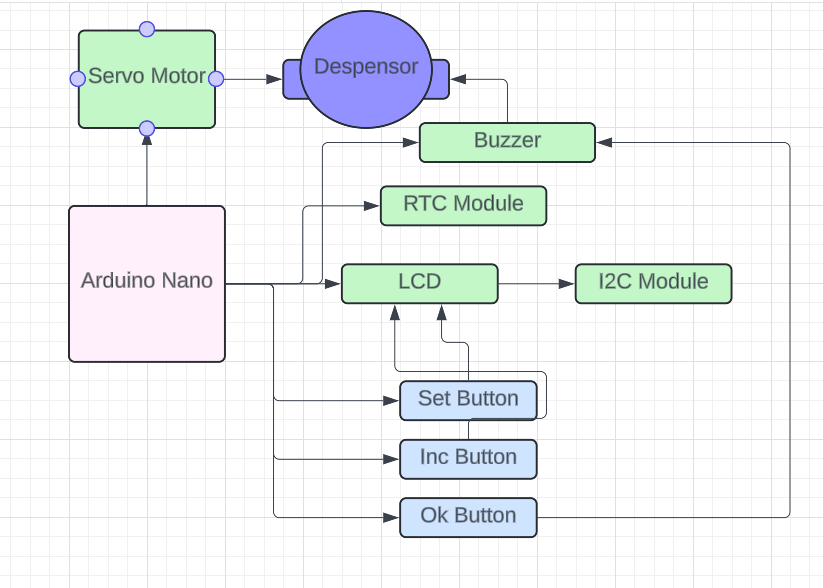 Servo Motor
Despensor
Buzzer
RTC Module
Arduino Nano
LCD
I2C Module
Set Button
Inc Button
Ok Button